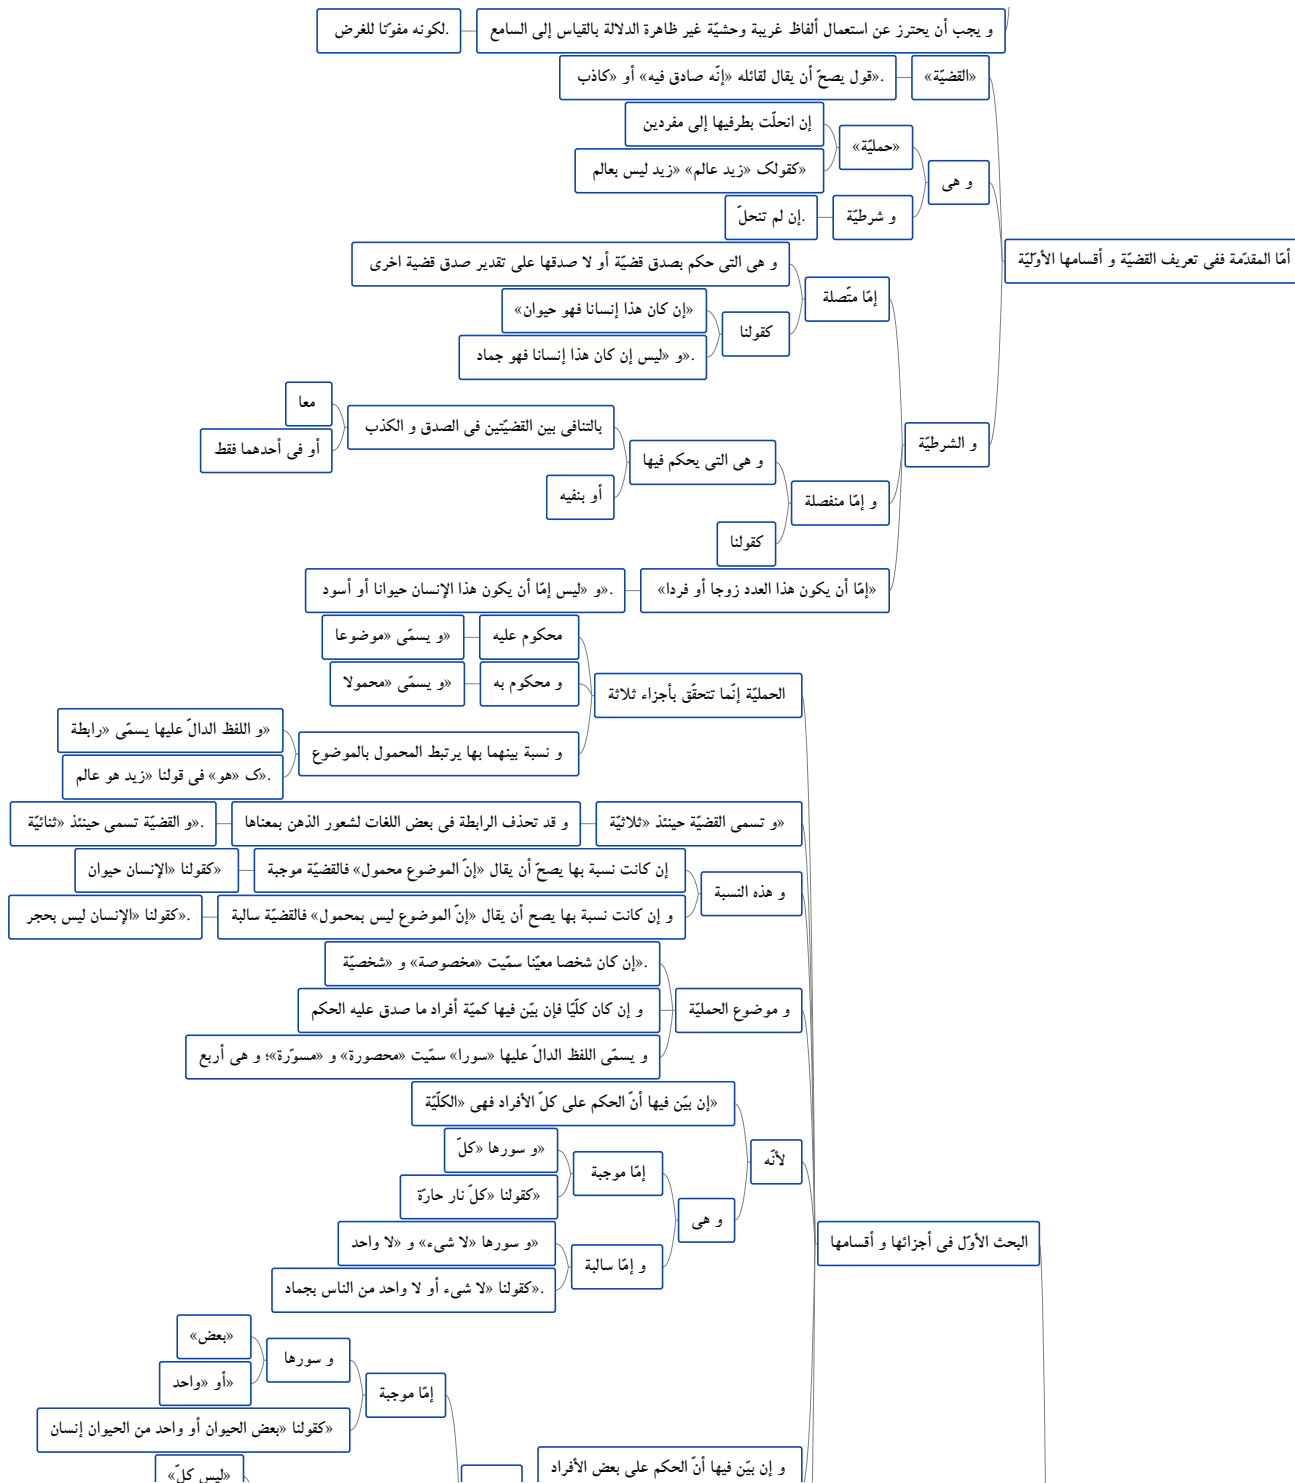 و يجب أن يحترز عن استعمال ألفاظ غريبة وحشيّة غير ظاهرة الدلالة بالقياس إلى السامع
.لكونه مفوّتا للغرض
أمّا المقدّمة ففى تعريف القضيّة و أقسامها الأوّليّة
«القضيّة»
.«قول يصحّ أن يقال لقائله «إنّه صادق فيه» أو «كاذب
و هى
«حمليّة»
إن انحلّت بطرفيها إلى مفردين
«كقولک «زيد عالم» «زيد ليس بعالم
و شرطيّة
.إن لم تنحلّ
و الشرطيّة
إمّا متّصلة
و هى التى حكم بصدق قضيّة أو لا صدقها على تقدير صدق قضية اخرى
كقولنا
«إن كان هذا إنسانا فهو حيوان»
.«و «ليس إن كان هذا إنسانا فهو جماد
و إمّا منفصلة
و هى التى يحكم فيها
بالتنافى بين القضيّتين فى الصدق و الكذب
معا
أو فى أحدهما فقط
أو بنفيه
كقولنا
«إمّا أن يكون هذا العدد زوجا أو فردا»
.«و «ليس إمّا أن يكون هذا الإنسان حيوانا أو أسود
البحث الأوّل فى أجزائها و أقسامها
الحمليّة إنّما تتحقّق بأجزاء ثلاثة
محكوم عليه
«و يسمّى «موضوعا
و محكوم به
«و يسمّى «محمولا
و نسبة بينهما بها يرتبط المحمول بالموضوع
«و اللفظ الدالّ عليها يسمّى «رابطة
.«ک «هو» فى قولنا «زيد هو عالم
«و تسمى القضيّة حينئذ «ثلاثيّة
و قد تحذف الرابطة فى بعض اللغات لشعور الذهن بمعناها
.«و القضيّة تسمى حينئذ «ثنائيّة
و هذه النسبة
إن كانت نسبة بها يصحّ أن يقال «إنّ الموضوع محمول» فالقضيّة موجبة
«كقولنا «الإنسان حيوان
و إن كانت نسبة بها يصح أن يقال «إنّ الموضوع ليس بمحمول» فالقضيّة سالبة
.«كقولنا «الإنسان ليس بحجر
و موضوع الحمليّة
.«إن كان شخصا معيّنا سمّيت «مخصوصة» و «شخصيّة
و إن كان كلّيّا فإن بيّن فيها كميّة أفراد ما صدق عليه الحكم
و يسمّى اللفظ الدالّ عليها «سورا» سمّيت «محصورة» و «مسوّرة»؛ و هى أربع
لأنّه
«إن بيّن فيها أنّ الحكم على كلّ الأفراد فهى «الكلّيّة
و هى
إمّا موجبة
«و سورها «كلّ
«كقولنا «كلّ نار حارّة
و إمّا سالبة
«و سورها «لا شىء» و «لا واحد
.«كقولنا «لا شىء أو لا واحد من الناس بجماد
و إن بيّن فيها أنّ الحكم على بعض الأفراد
إمّا موجبة
و سورها
«بعض»
«أو «واحد
«كقولنا «بعض الحيوان أو واحد من الحيوان إنسان
«ليس كلّ»